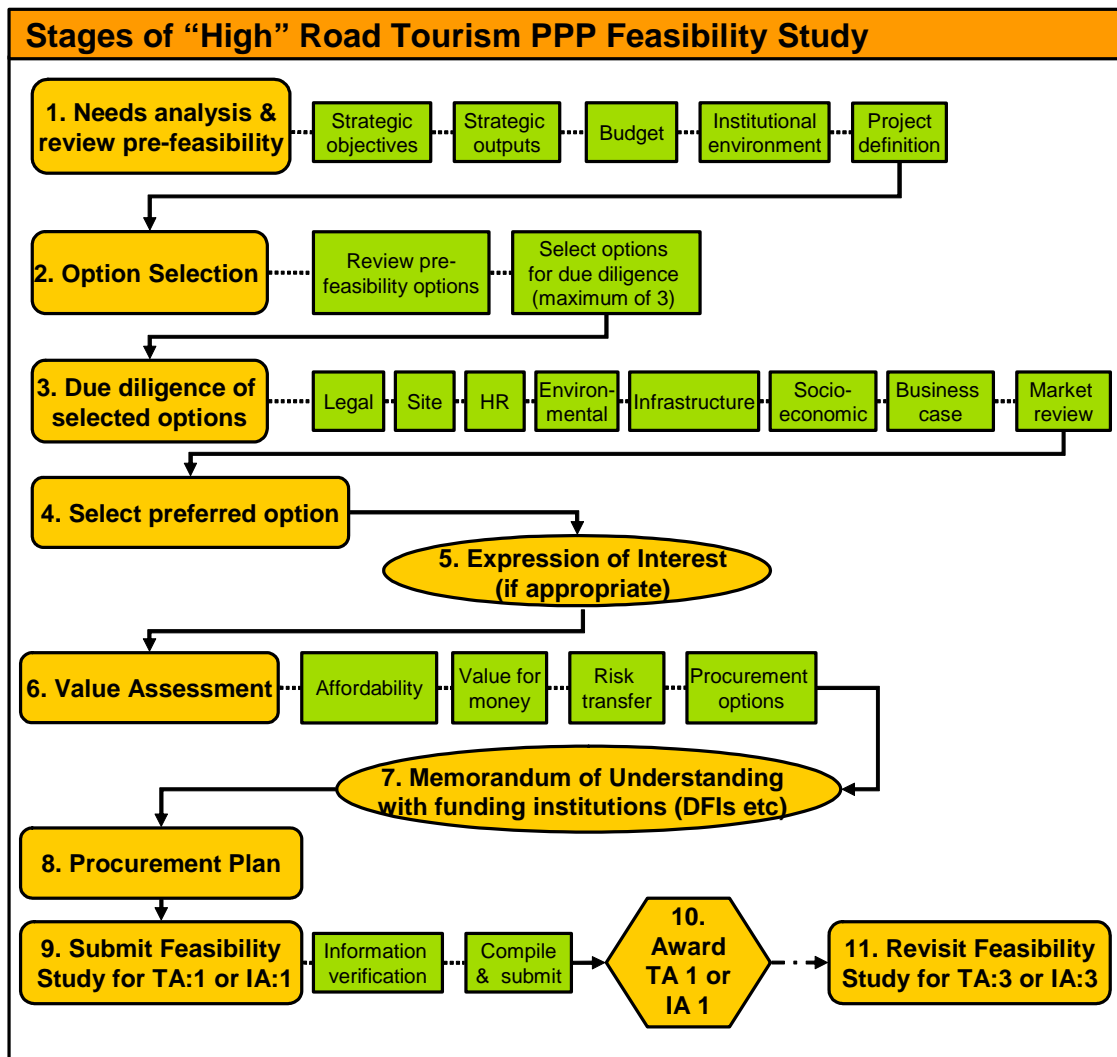 Stages of “High” Road Tourism PPP Feasibility Study
1. Needs analysis &
review pre-feasibility
Strategic
objectives
Strategic
outputs
Budget
Institutional
environment
Project
definition
2. Option Selection
Review pre-
feasibility options
Select options
for due diligence
(maximum of 3)
3. Due diligence of
selected options
Legal
Site
HR
Environ-
mental
Infrastructure
Socio-
economic
Business
case
Market
review
4. Select preferred option
5. Expression of Interest
(if appropriate)
6. Value Assessment
Affordability
Value for
money
Risk
transfer
Procurement
options
7. Memorandum of Understanding
with funding institutions (DFIs etc)
8. Procurement Plan
9. Submit Feasibility
Study for TA:1 or IA:1
Information
verification
Compile
& submit
10.
Award
TA 1 or
IA 1
11. Revisit Feasibility
Study for TA:3 or IA:3